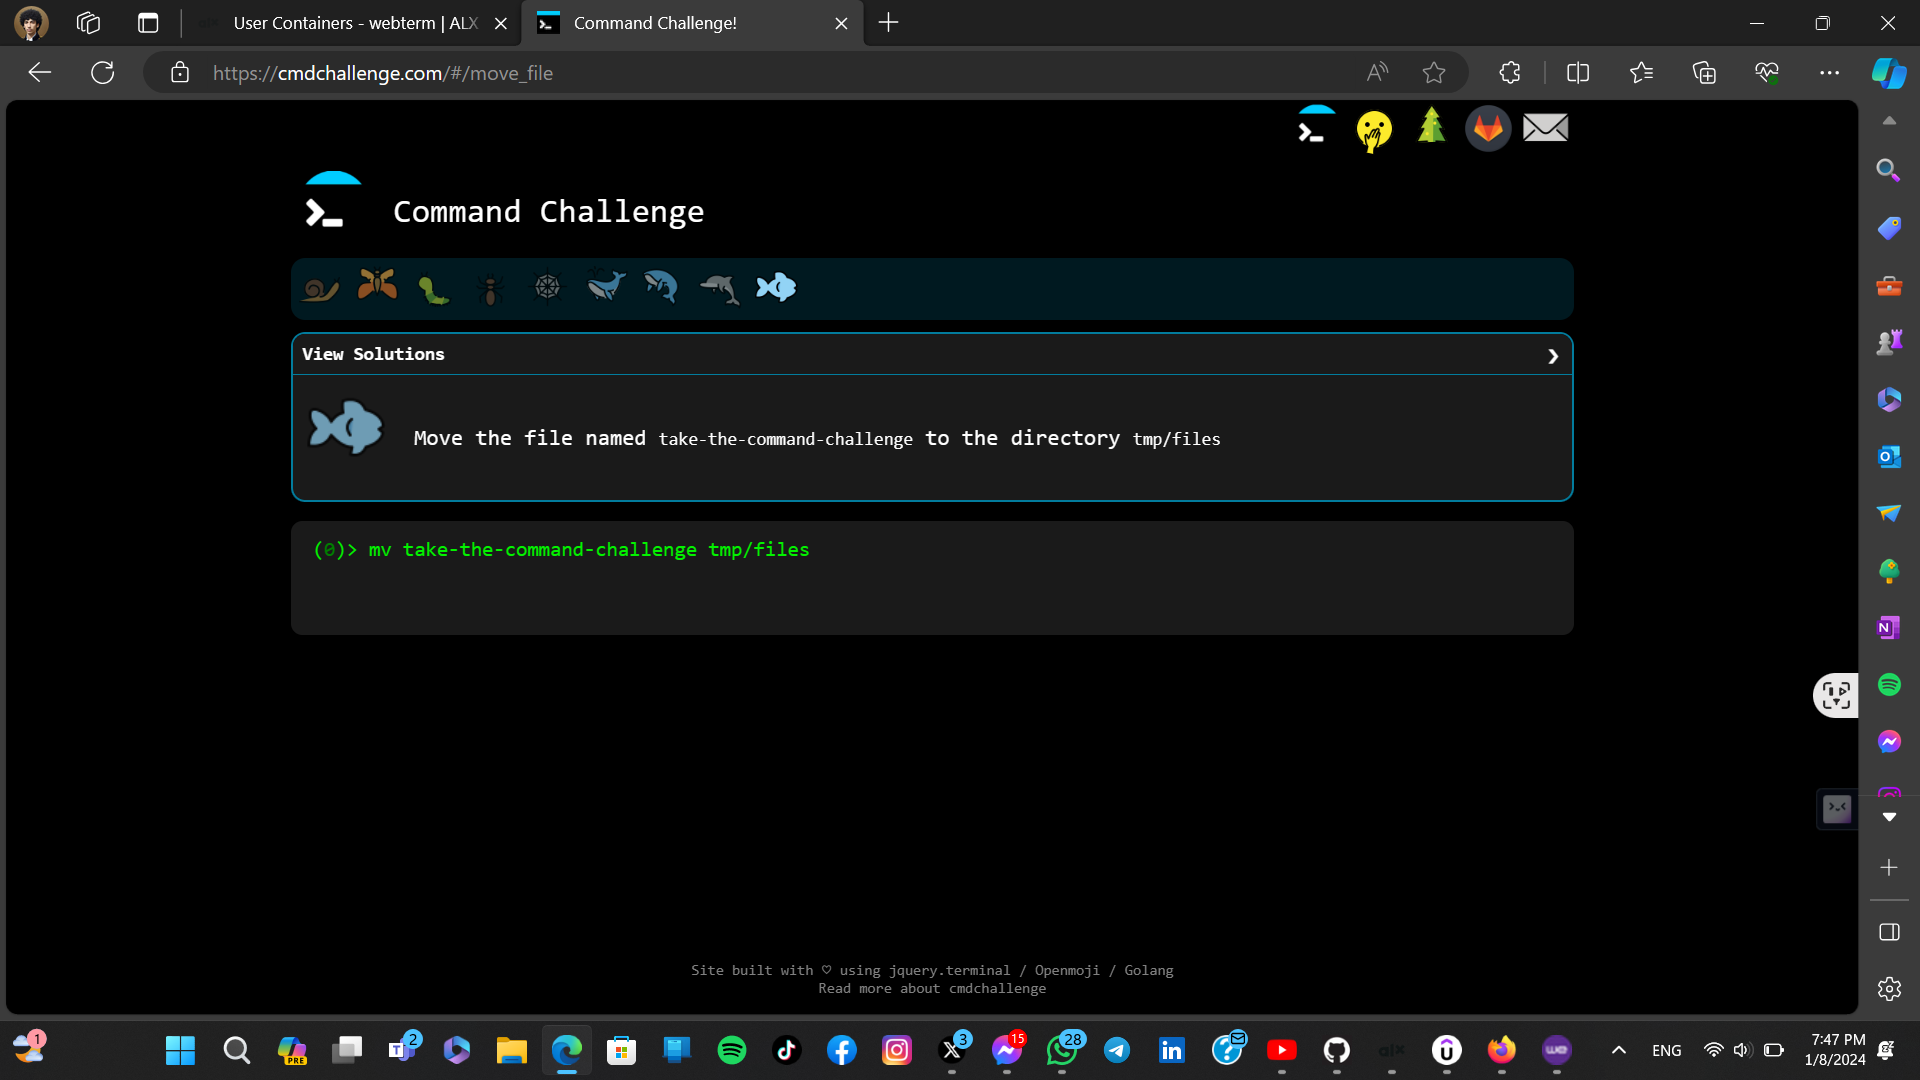 User Containers - webterm | ALX
Command Challenge!
https://cmdchallenge.com/#/move_file
Command Challenge
View Solutions
Move the file named take-the-command-challenge to the directory tmp/files
(0)> mv take-the-command-challenge tmp/files
Site built with ♡ using jquery.terminal / Openmoji / Golang
Read more about cmdchallenge
1
PRE
2
3
15
28
ENG
7:47 PM
1/8/2024